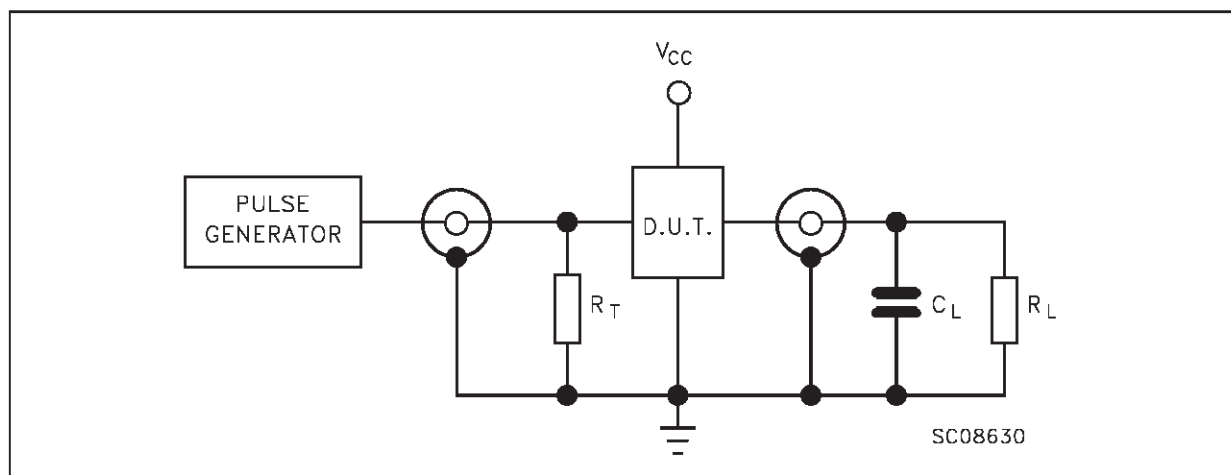 VCC
PULSE
GENERATOR
D.U.T.
RT
CL
RL
SC08630